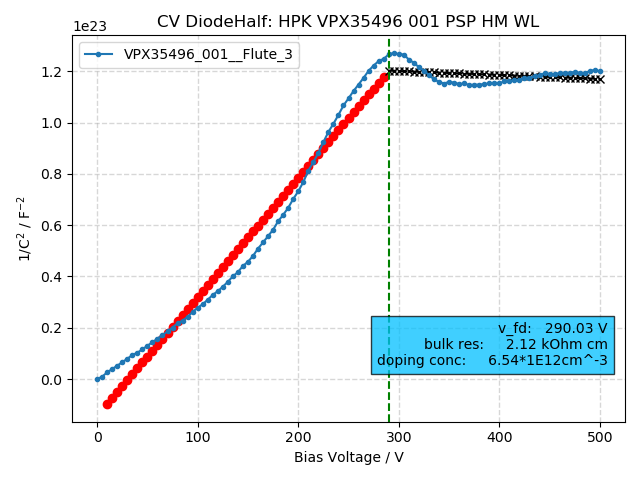 CV DiodeHalf: HPK VPX35496 001 PSP HM WL
1e23
VPX35496_001__Flute_3
1.2
1.0
0.8
0.6
0.4
0.2
0.0
1/C² / F⁻²
v_fd: 290.03 V
bulk res: 2.12 kOhm cm
doping conc: 6.54*1E12cm^-3
0 100 200 300 400 500
Bias Voltage / V